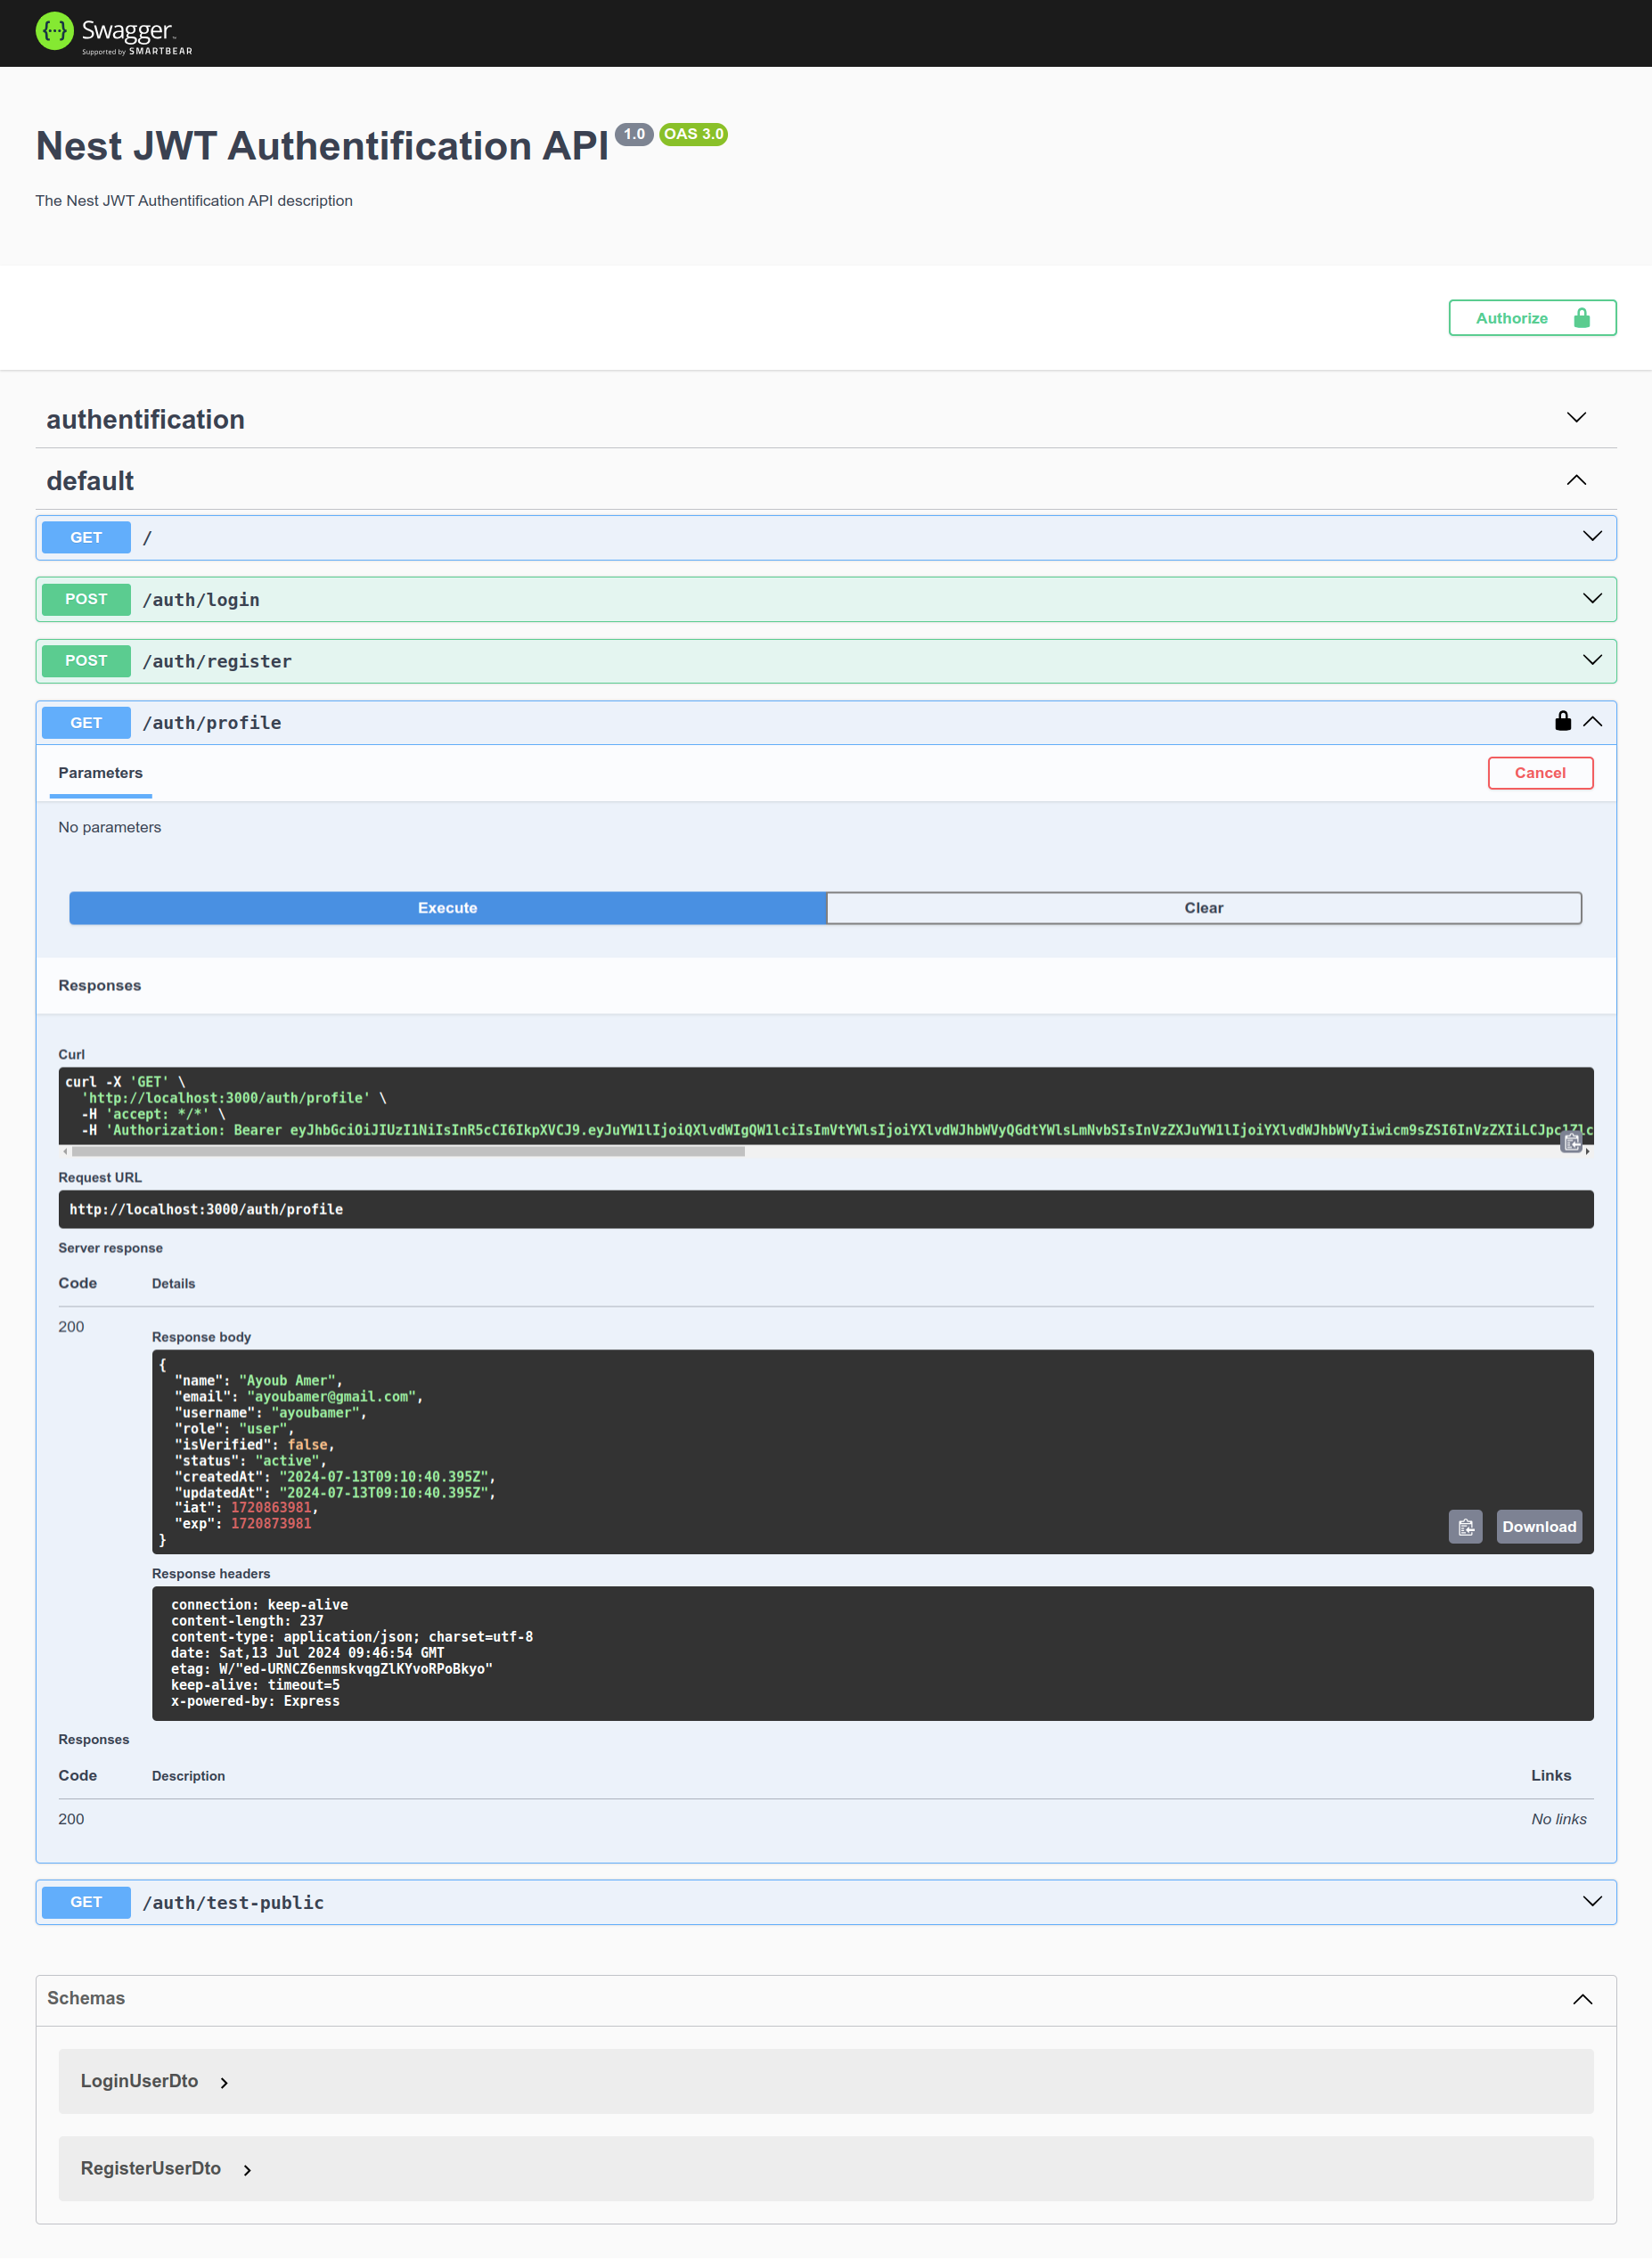 Swagger
Supported by SMARTBEAR
Nest JWT Authentification API 1.0 OAS 3.0
The Nest JWT Authentification API description
Authorize
authentification
default
GET /
POST /auth/login
POST /auth/register
GET /auth/profile
Parameters Cancel
No parameters
Execute Clear
Responses
Curl
curl -X 'GET' \
'http://localhost:3000/auth/profile' \
-H 'accept: */*' \
-H 'Authorization: Bearer eyJhbGciOiJIUzI1NiIsInR5cCI6IkpXVCJ9.eyJuYW1lIjoiQXlvdWIgQW1lciIsImVtYWlsIjoiYXlvdWJhbWVyQGdtYWlsLmNvbSIsInVzZXJuYW1lIjoiYXlvdWJhbWVyIiwicm9sZSI6InVzZXIiLCJpc1Zlc
Request URL
http://localhost:3000/auth/profile
Server response
Code Details
200
Response body
{
"name": "Ayoub Amer",
"email": "ayoubamer@gmail.com",
"username": "ayoubamer",
"role": "user",
"isVerified": false,
"status": "active",
"createdAt": "2024-07-13T09:10:40.395Z",
"updatedAt": "2024-07-13T09:10:40.395Z",
"iat": 1720863981,
"exp": 1720873981
}
Download
Response headers
connection: keep-alive
content-length: 237
content-type: application/json; charset=utf-8
date: Sat,13 Jul 2024 09:46:54 GMT
etag: W/"ed-URNCZ6enmskvqgZlKYvoRPoBkyo"
keep-alive: timeout=5
x-powered-by: Express
Responses
Code Description Links
200 No links
GET /auth/test-public
Schemas
LoginUserDto
RegisterUserDto